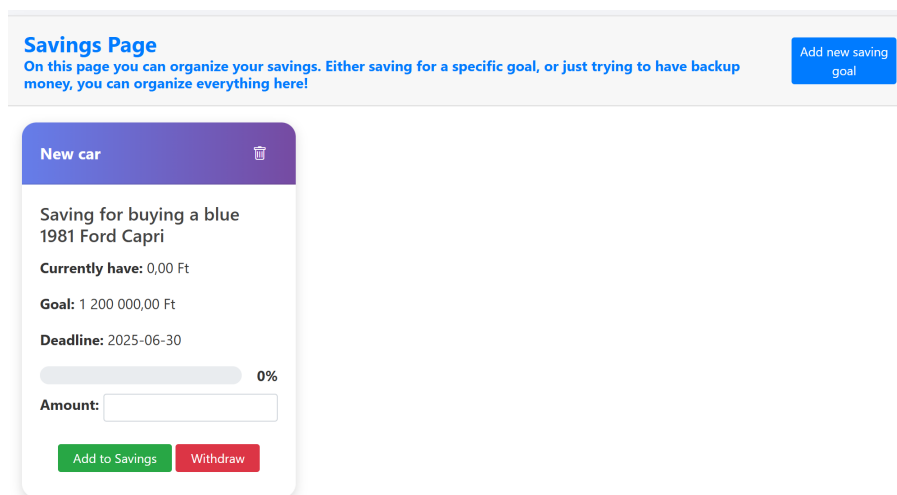 Savings Page
On this page you can organize your savings. Either saving for a specific goal, or just trying to have backup
money, you can organize everything here!
Add new saving
goal
New car
Saving for buying a blue
1981 Ford Capri
Currently have: 0,00 Ft
Goal: 1 200 000,00 Ft
Deadline: 2025-06-30
0%
Amount:
Add to Savings Withdraw